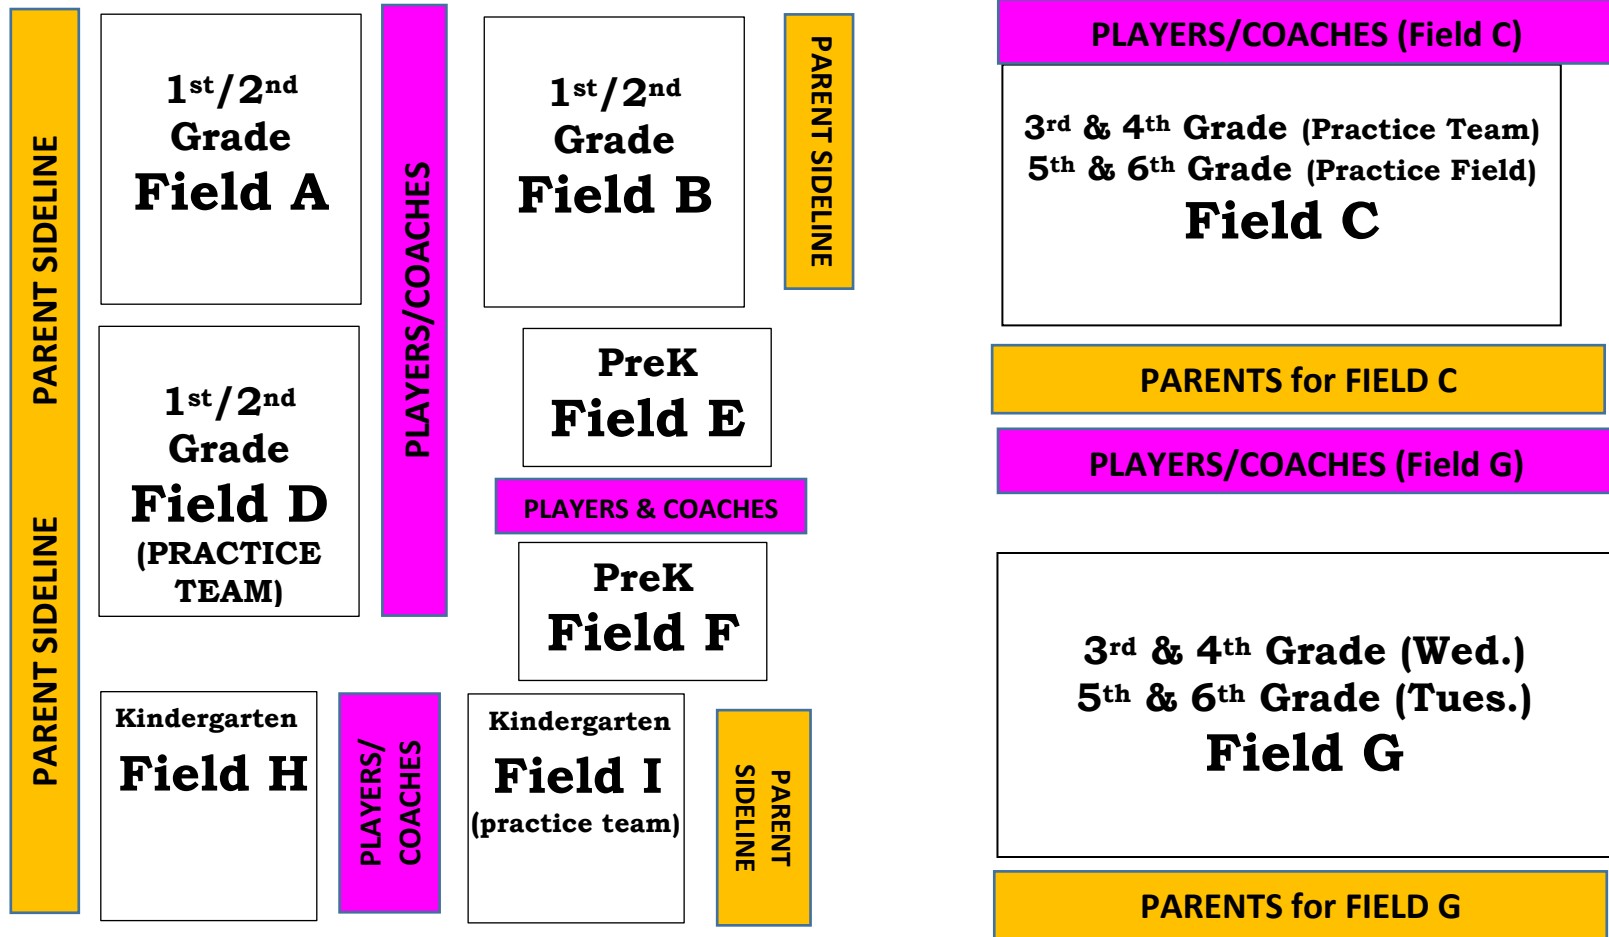 PARENT SIDELINE
PARENT SIDELINE
1st/2nd
Grade
Field A
PLAYERS/COACHES
1st/2nd
Grade
Field B
PARENT SIDELINE
1st/2nd
Grade
Field D
(PRACTICE
TEAM)
PreK
Field E
PLAYERS & COACHES
PreK
Field F
Kindergarten
Field H
PLAYERS/
COACHES
Kindergarten
Field I
(practice team)
PARENT
SIDELINE
PLAYERS/COACHES (Field C)
3rd & 4th Grade (Practice Team)
5th & 6th Grade (Practice Field)
Field C
PARENTS for FIELD C
PLAYERS/COACHES (Field G)
3rd & 4th Grade (Wed.)
5th & 6th Grade (Tues.)
Field G
PARENTS for FIELD G